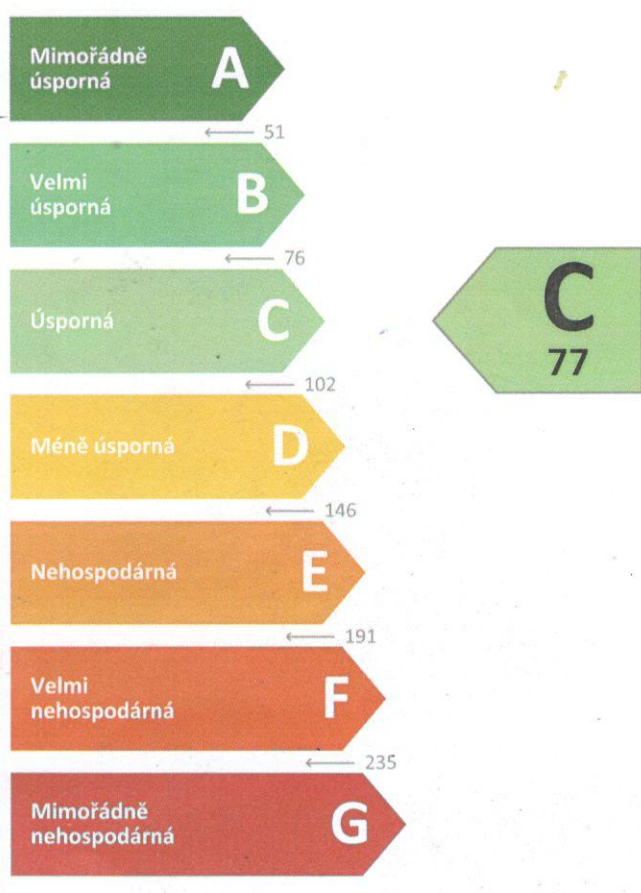 Mimořádně
úsporná
A
← 51
Velmi
úsporná
B
← 76
Úsporná
C
← 102
Méně úsporná
D
← 146
Nehospodárná
E
← 191
Velmi
nehospodárná
F
← 235
Mimořádně
nehospodárná
G
C
77